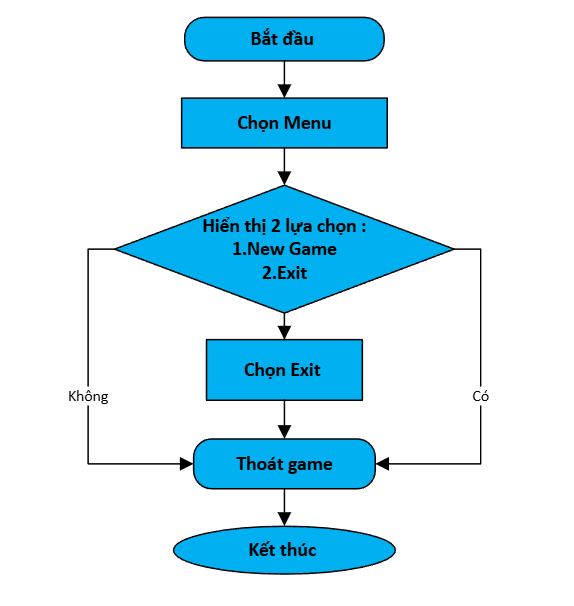 Bắt đầu
Chọn Menu
Hiển thị 2 lựa chọn :
1.New Game
2.Exit
Chọn Exit
Không
Có
Thoát game
Kết thúc